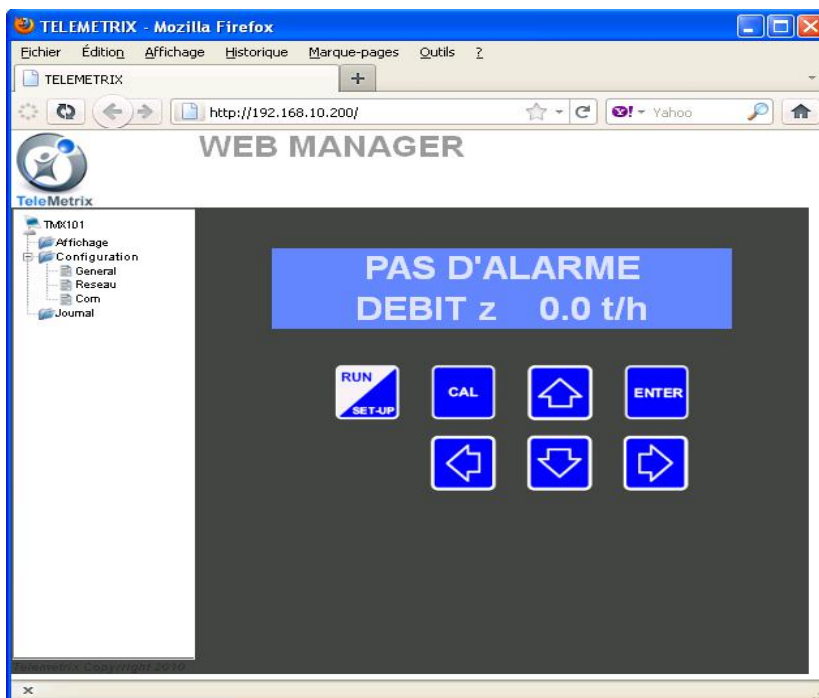 TELEMETRIX - Mozilla Firefox
Fichier Édition Affichage Historique Marque-pages Outils ?
TELEMETRIX
http://192.168.10.200/
Yahoo
WEB MANAGER
TeleMetrix
TMX101
Affichage
Configuration
General
Reseau
Com
Journal
PAS D'ALARME
DEBIT z 0.0 t/h
RUN
SET-UP
CAL
ENTER
Telemetrix Copyright 2010